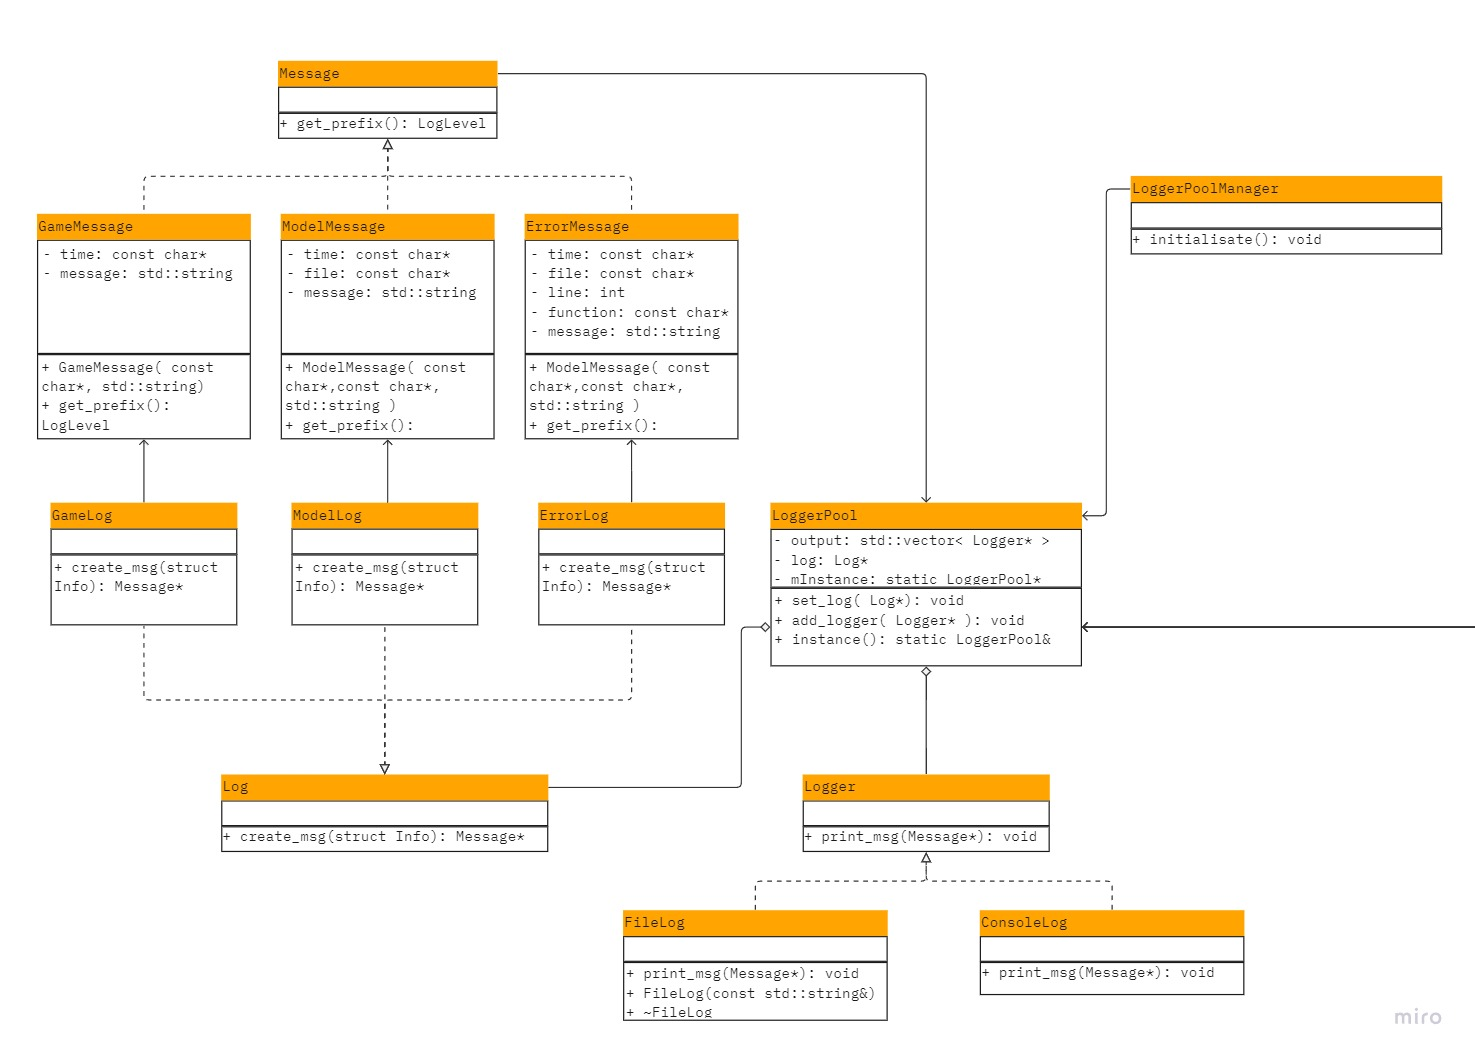 Message
+ get_prefix(): LogLevel
LoggerPoolManager
+ initialisate(): void
GameMessage
- time: const char*
- message: std::string
+ GameMessage( const
char*, std::string)
+ get_prefix():
LogLevel
ModelMessage
- time: const char*
- file: const char*
- message: std::string
+ ModelMessage( const
char*,const char*,
std::string )
+ get_prefix():
ErrorMessage
- time: const char*
- file: const char*
- line: int
- function: const char*
- message: std::string
+ ModelMessage( const
char*,const char*,
std::string )
+ get_prefix():
GameLog
+ create_msg(struct
Info): Message*
ModelLog
+ create_msg(struct
Info): Message*
ErrorLog
+ create_msg(struct
Info): Message*
LoggerPool
- output: std::vector< Logger* >
- log: Log*
- mInstance: static LoggerPool*
+ set_log( Log*): void
+ add_logger( Logger* ): void
+ instance(): static LoggerPool&
Log
+ create_msg(struct Info): Message*
Logger
+ print_msg(Message*): void
FileLog
+ print_msg(Message*): void
+ FileLog(const std::string&)
+ ~FileLog
ConsoleLog
+ print_msg(Message*): void
miro